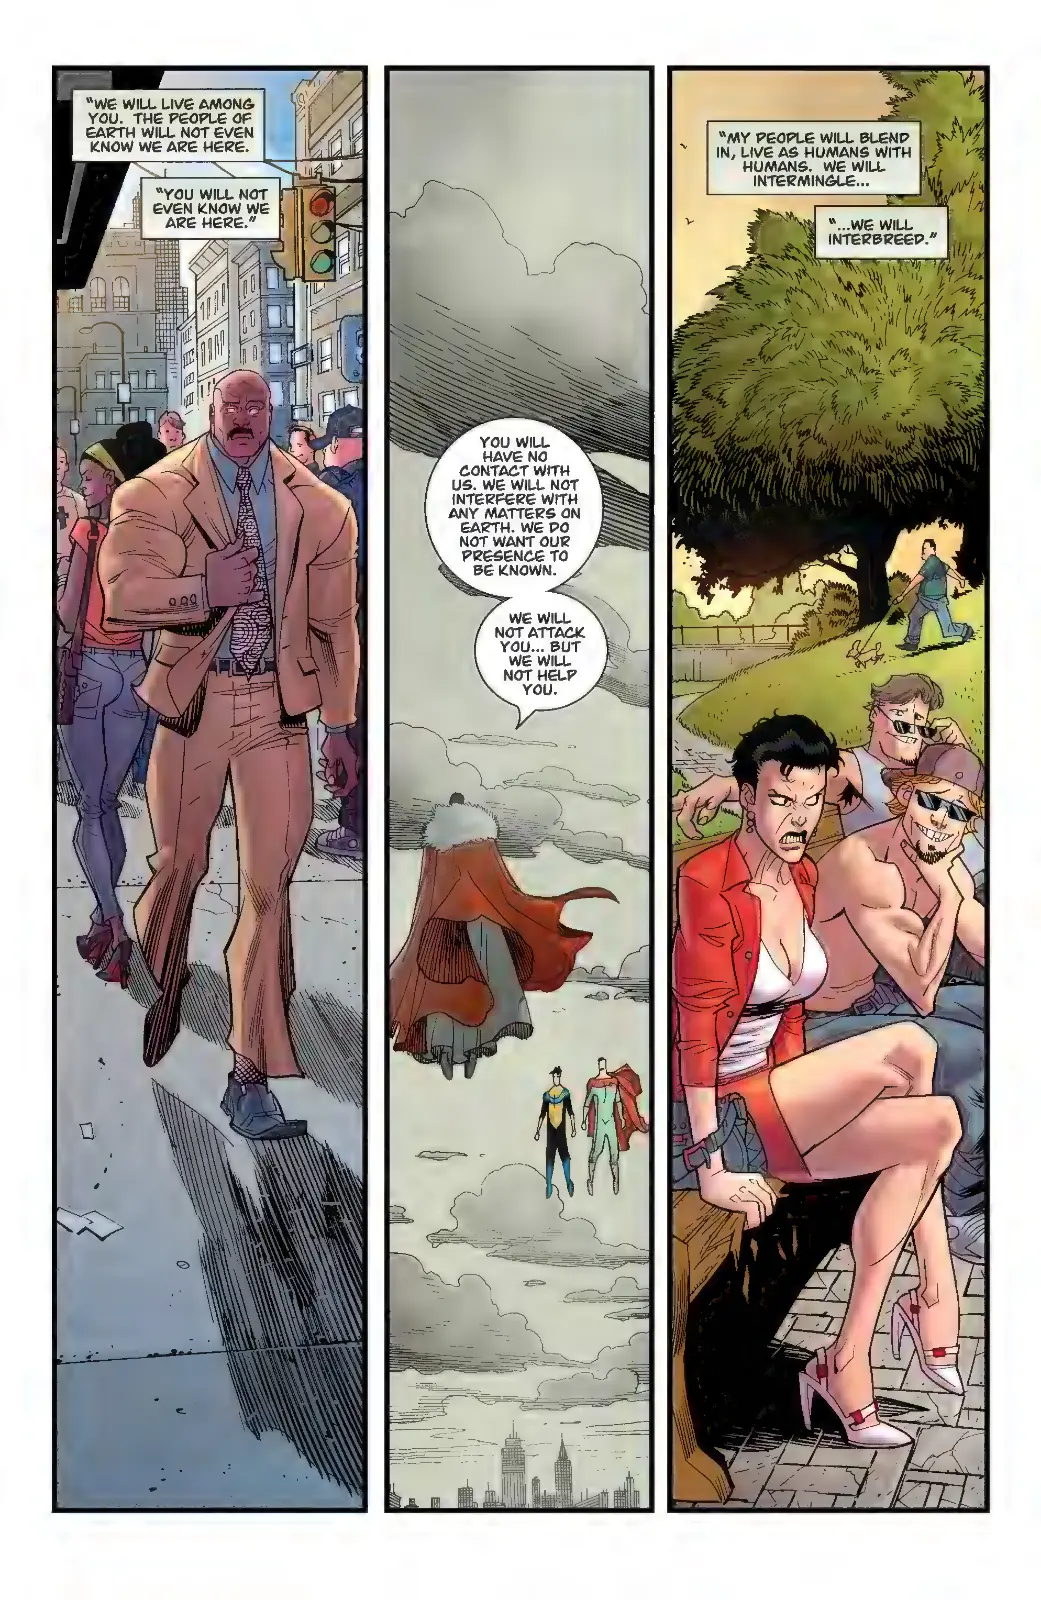 "WE WILL LIVE AMONG
YOU. THE PEOPLE OF
EARTH WILL NOT EVEN
KNOW WE ARE HERE.
"YOU WILL NOT
EVEN KNOW WE
ARE HERE."
YOU WILL
HAVE NO
CONTACT WITH
US. WE WILL NOT
INTERFERE WITH
ANY MATTERS ON
EARTH. WE DO
NOT WANT OUR
PRESENCE TO
BE KNOWN.
WE WILL
NOT ATTACK
YOU... BUT
WE WILL
NOT HELP
YOU.
"MY PEOPLE WILL BLEND
IN, LIVE AS HUMANS WITH
HUMANS. WE WILL
INTERMINGLE...
"...WE WILL
INTERBREED."